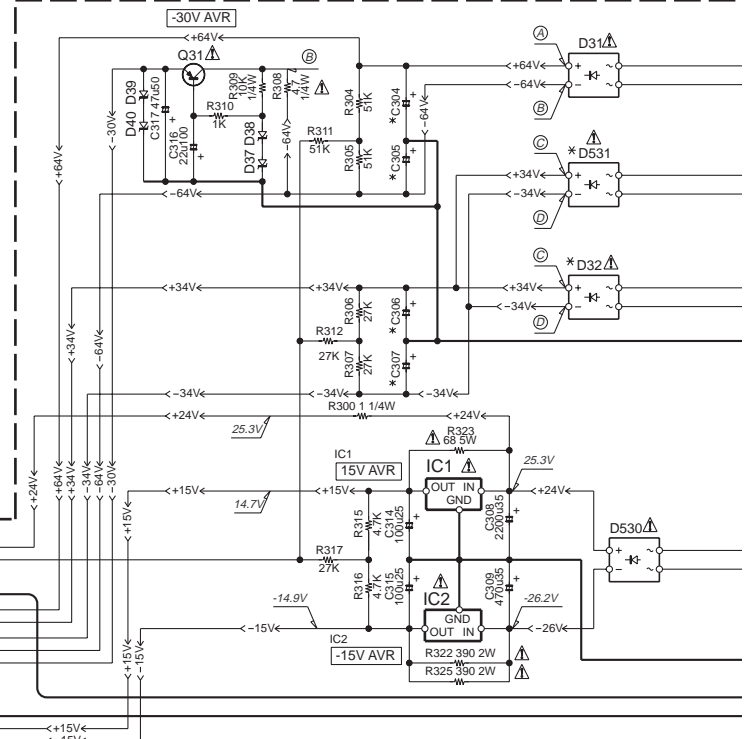 -30V AVR
+64V
Q31
B
A
D31
+64V
+
~
-64V
-
~
B
D40 D39
C317 47u50
R309
10K
1/4W
R308
4.7
1/4W
R310
1K
C316
22u100
+
D37 D38
-64V
R311
51K
R304
51K
* C304
+
R305
51K
* C305
+
-64V
-30V
+64V
-64V
C
* D531
+34V
+
~
-34V
-
~
D
C
* D32
+34V
+
~
-34V
-
~
D
+34V
+34V
R306
27K
* C306
+
R312
27K
R307
27K
* C307
+
+34V
-64V
-34V
-34V
-34V
R300 1 1/4W
+24V
+24V
25.3V
R323
68 5W
IC1
15V AVR
IC1
OUT IN
GND
25.3V
+24V
+64V
+34V
-34V
-64V
-30V
+24V
+15V
+15V
+15V
14.7V
R315
4.7K
C314
100u25
+
C308
2200u35
+
D530
+
~
-
~
R317
27K
R316
4.7K
C315
100u25
+
C309
470u35
+
IC2
GND
OUT IN
-14.9V
-15V
-26.2V
-26V
IC2
-15V AVR
R322 390 2W
R325 390 2W
+15V
-15V
+15V
-15V